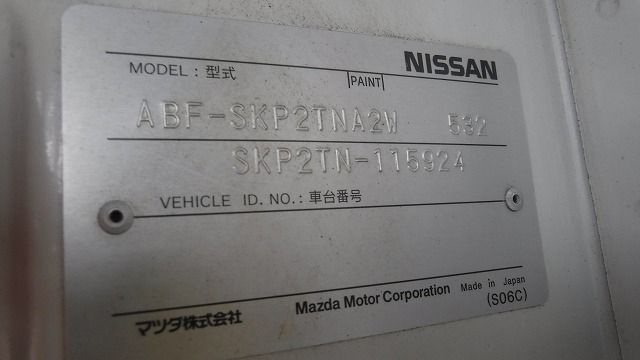 NISSAN
MODEL : 型式 PAINT
ABF-SKP2TNA2W 532
SKP2TN-115924
VEHICLE ID. NO. : 車台番号
マツダ株式会社 Mazda Motor Corporation Made in Japan
(S06C)